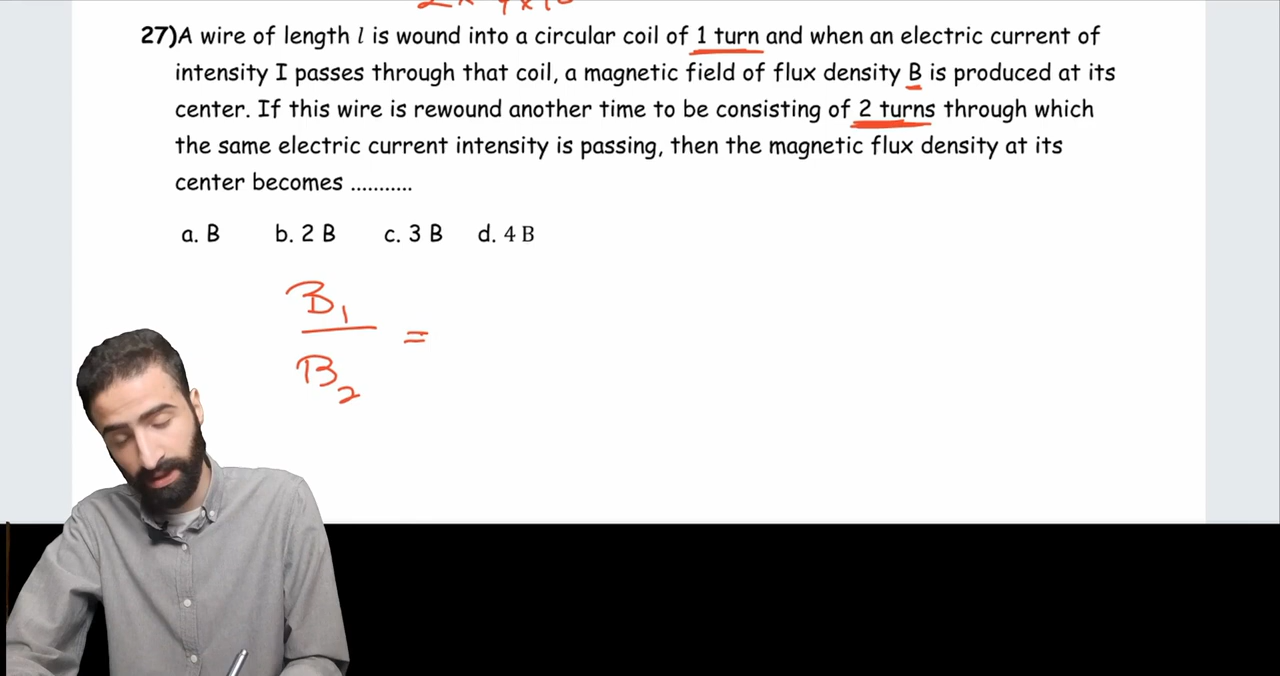 27)A wire of length l is wound into a circular coil of 1 turn and when an electric current of
intensity I passes through that coil, a magnetic field of flux density B is produced at its
center. If this wire is rewound another time to be consisting of 2 turns through which
the same electric current intensity is passing, then the magnetic flux density at its
center becomes ...........
a. B b. 2 B c. 3 B d. 4 B
B₁
=
B₂